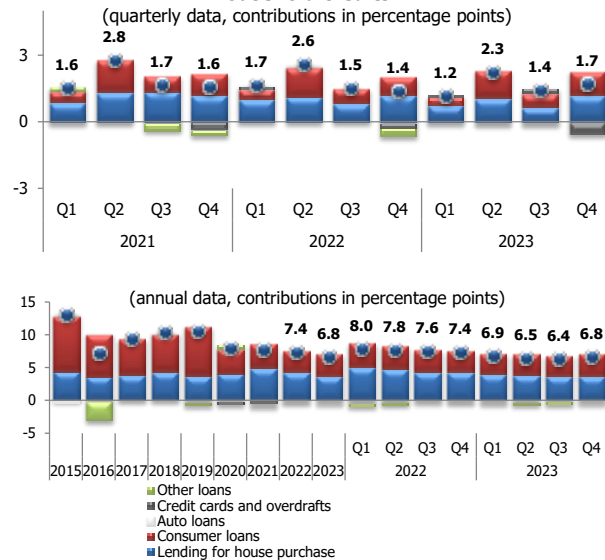 (quarterly data, contributions in percentage points)
3
0
-3
1.6 2.8 1.7 1.6 1.7 2.6 1.5 1.4 1.2 2.3 1.4 1.7
Q1 Q2 Q3 Q4 Q1 Q2 Q3 Q4 Q1 Q2 Q3 Q4
2021 2022 2023
(annual data, contributions in percentage points)
15
10
5
0
-5
7.4 6.8 8.0 7.8 7.6 7.4 6.9 6.5 6.4 6.8
Q1 Q2 Q3 Q4 Q1 Q2 Q3 Q4
2015 2016 2017 2018 2019 2020 2021 2022 2023 2022 2023
Other loans
Credit cards and overdrafts
Auto loans
Consumer loans
Lending for house purchase